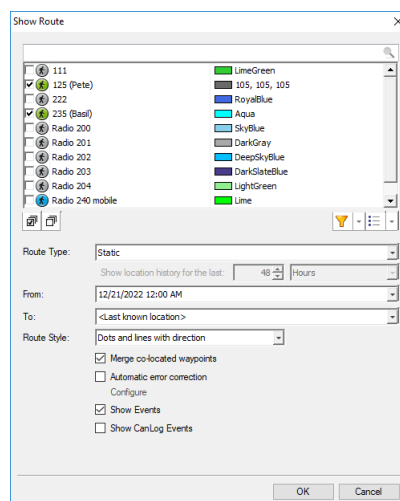 Show Route
111 LimeGreen
125 (Pete) 105, 105, 105
222 RoyalBlue
235 (Basil) Aqua
Radio 200 SkyBlue
Radio 201 DarkGray
Radio 202 DeepSkyBlue
Radio 203 DarkSlateBlue
Radio 204 LightGreen
Radio 240 mobile Lime
Route Type: Static
Show location history for the last: 48 Hours
From: 12/21/2022 12:00 AM
To: <Last known location>
Route Style: Dots and lines with direction
Merge co-located waypoints
Automatic error correction
Configure
Show Events
Show CanLog Events
OK Cancel